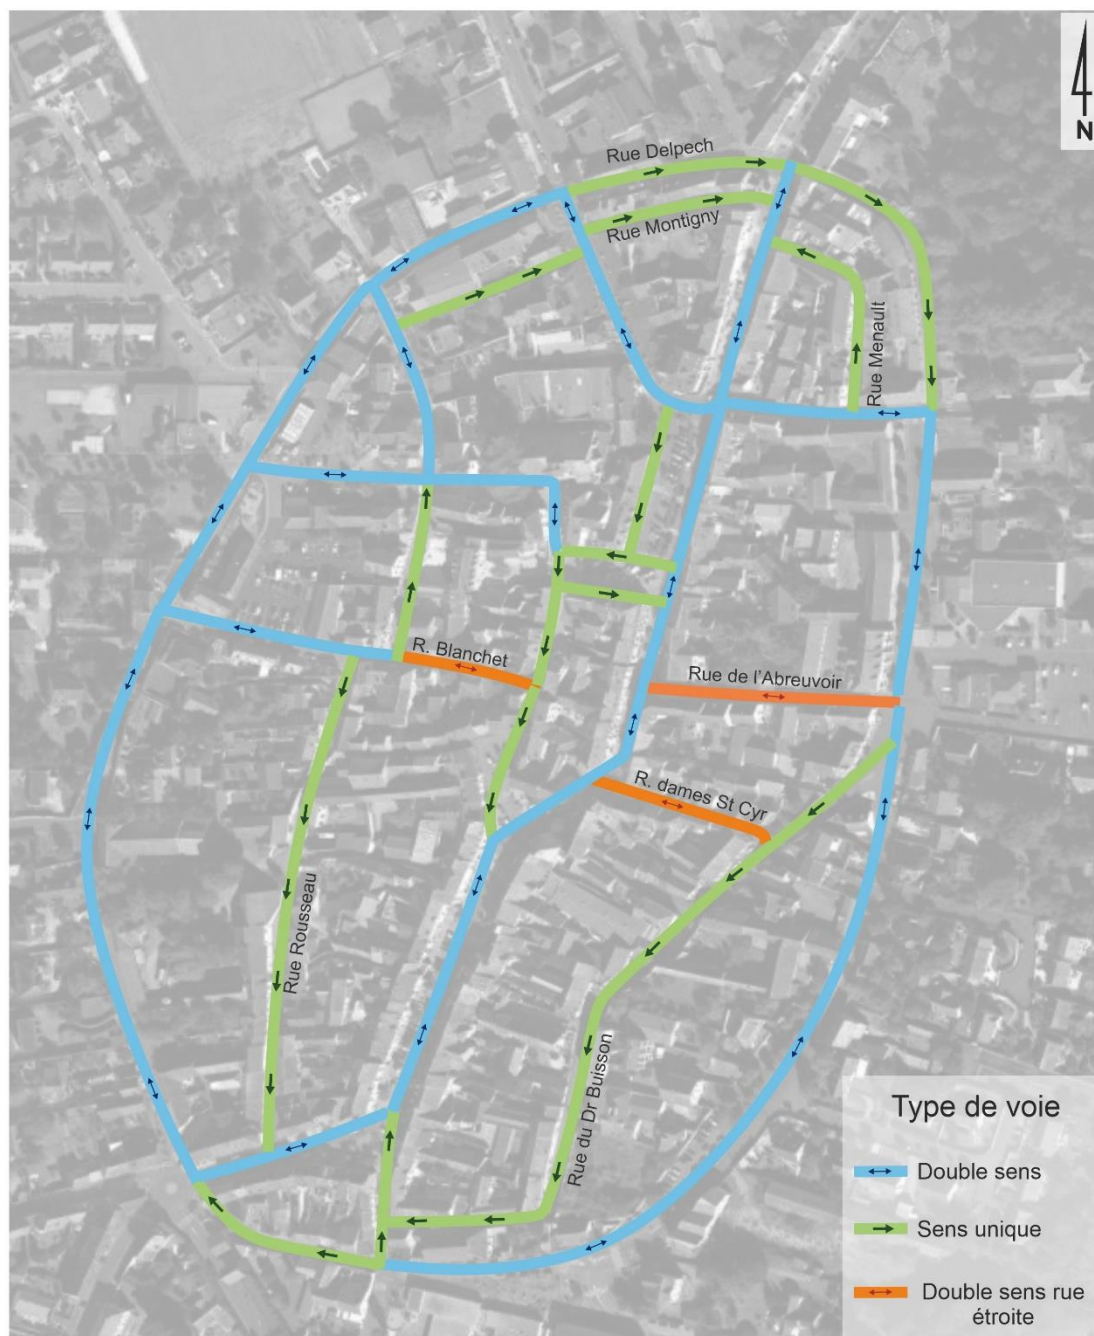 N
Rue Delpech
Rue Montigny
Rue Menault
R. Blanchet
Rue de l'Abreuvoir
R. dames St Cyr
Rue Rousseau
Rue du Dr Buisson
Type de voie
Double sens
Sens unique
Double sens rue
étroite